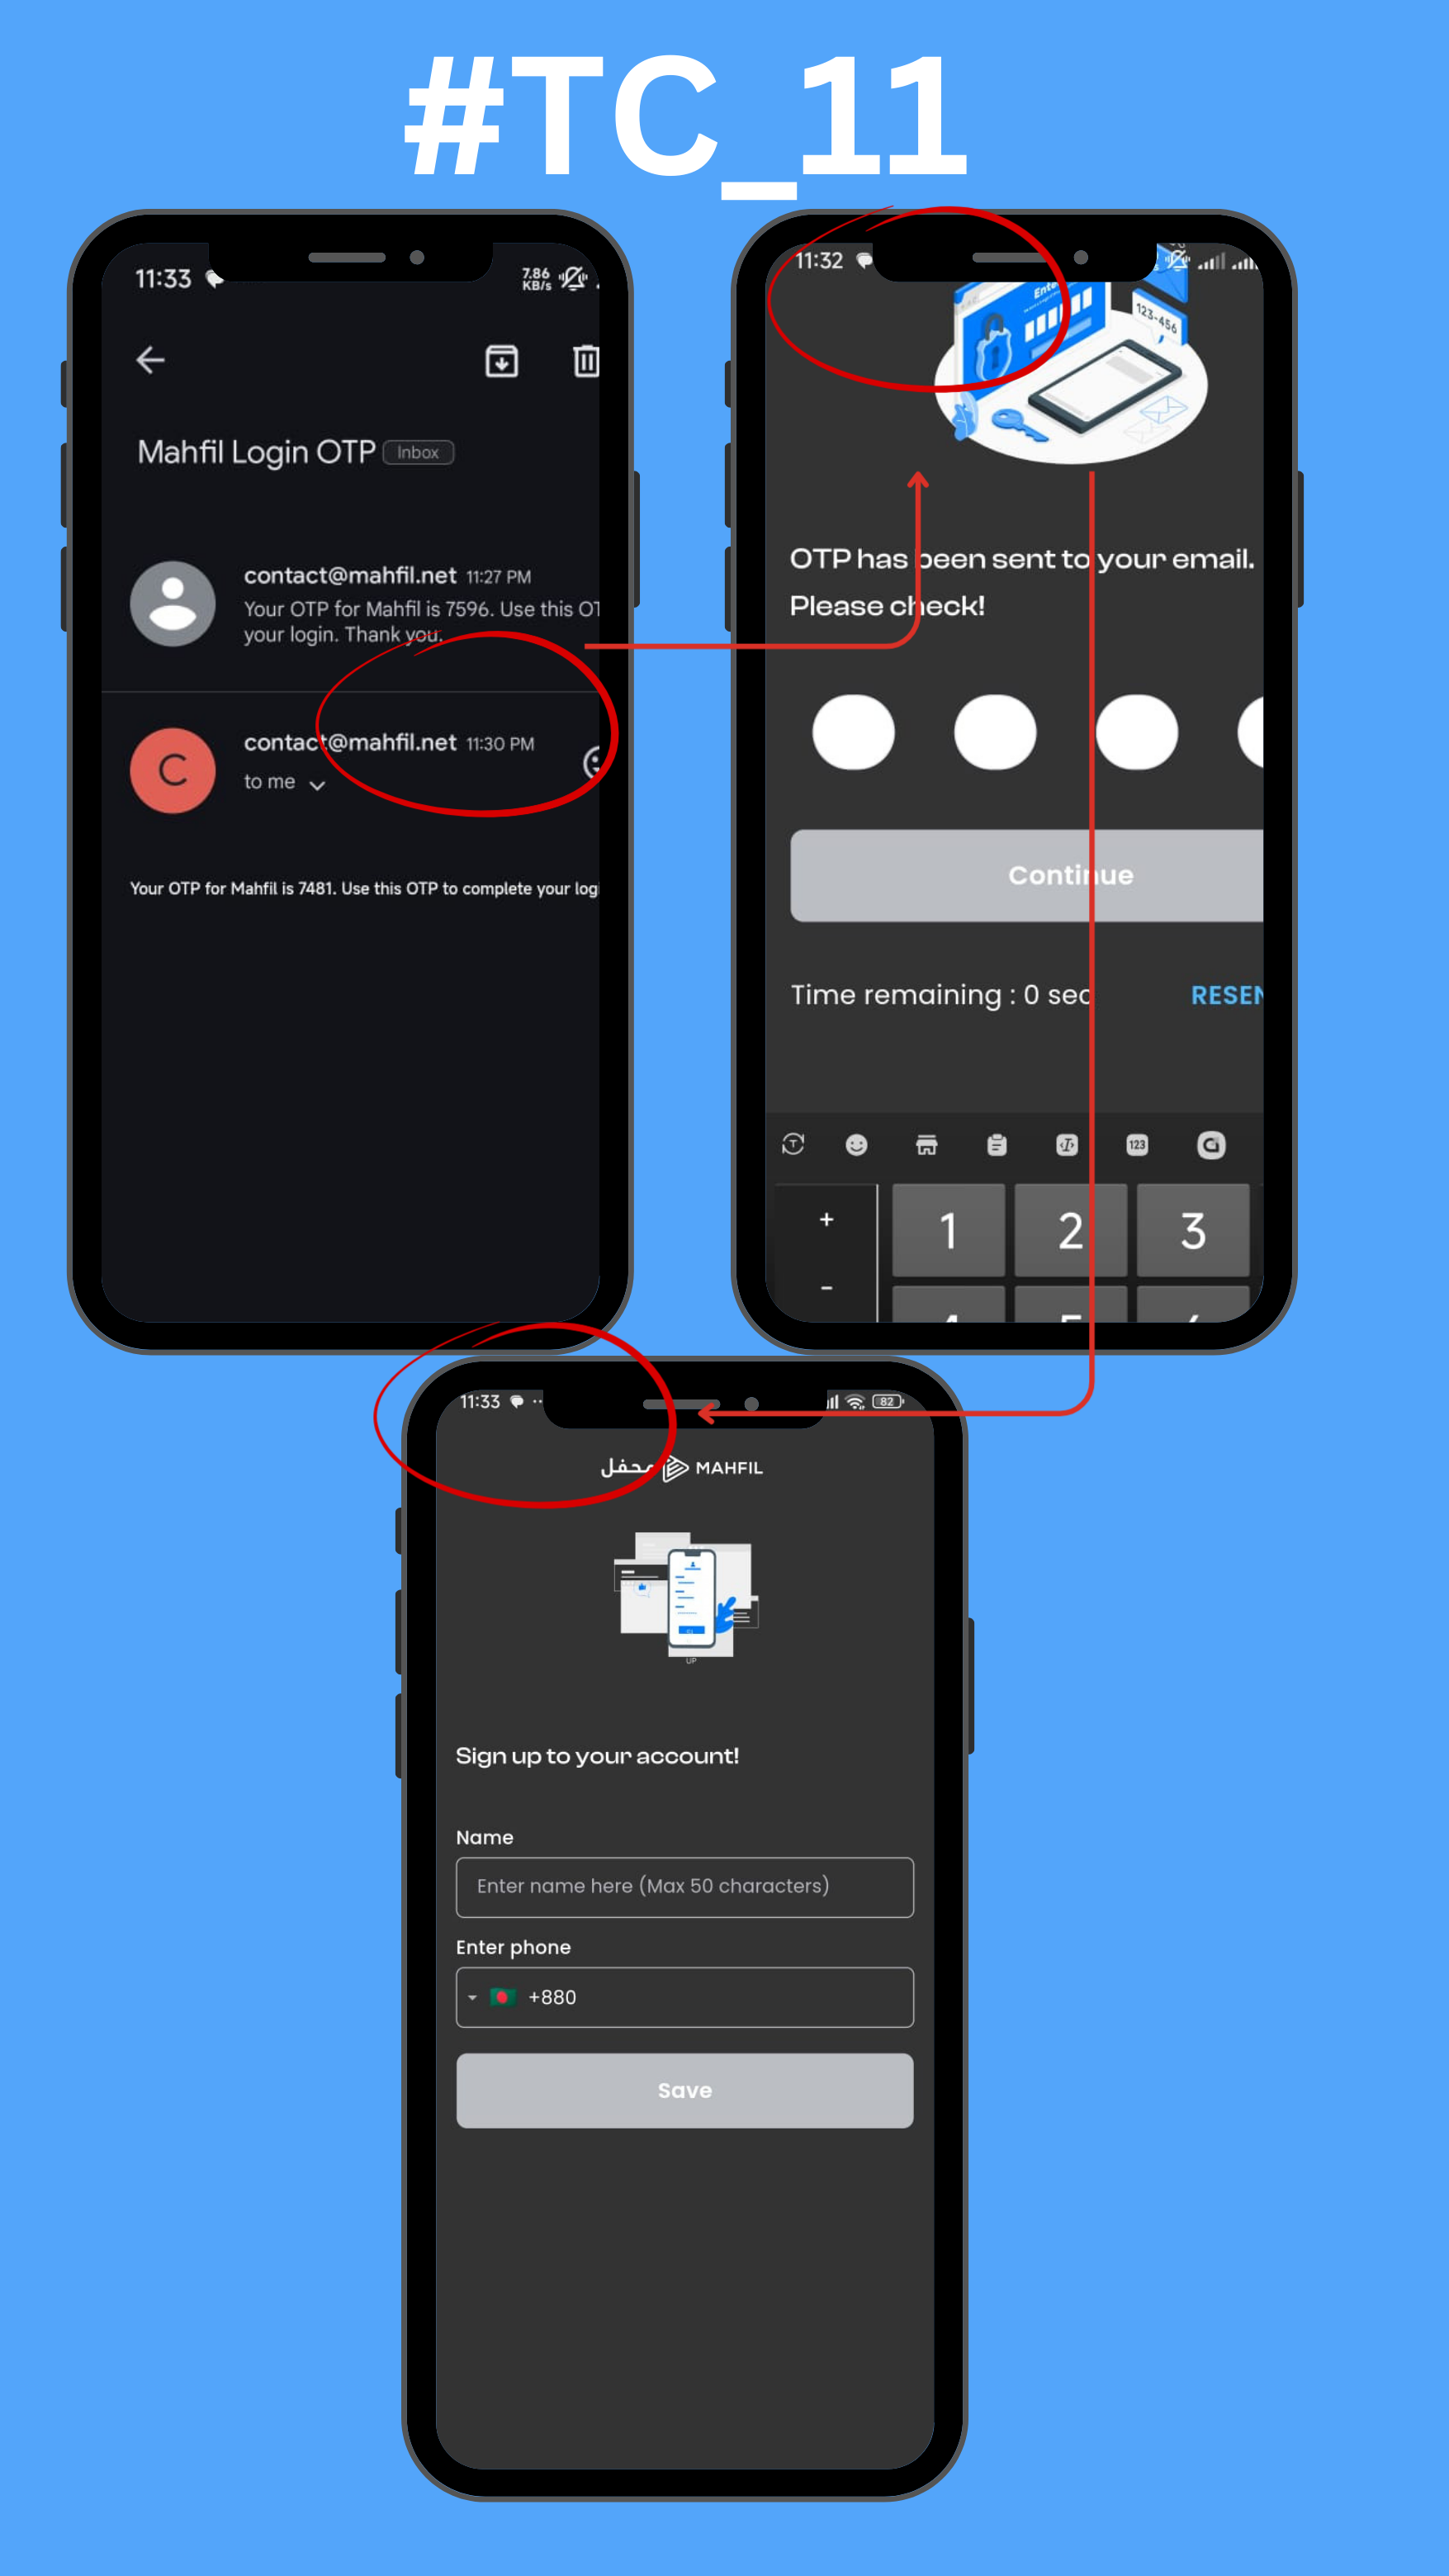 #TC_11
11:33
7.86
KB/s
Mahfil Login OTP Inbox
contact@mahfil.net 11:27 PM
Your OTP for Mahfil is 7596. Use this OT
your login. Thank you.
contact@mahfil.net 11:30 PM
C
to me
Your OTP for Mahfil is 7481. Use this OTP to complete your log
11:32
Ente
123-456
OTP has been sent to your email.
Please check!
Continue
Time remaining : 0 sec RESEN
123
+ 1 2 3
-
11:33 82
محفل MAHFIL
UP
Sign up to your account!
Name
Enter name here (Max 50 characters)
Enter phone
+880
Save